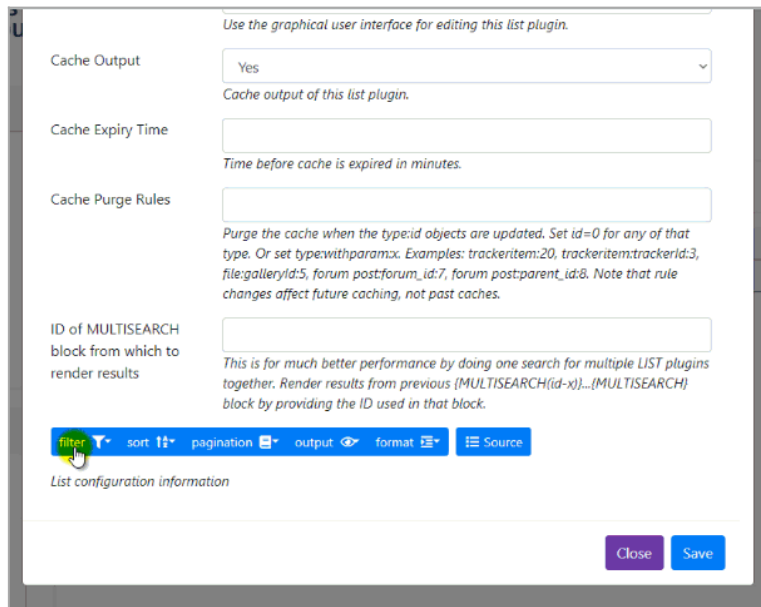 Use the graphical user interface for editing this list plugin.
Cache Output
Yes
Cache output of this list plugin.
Cache Expiry Time
Time before cache is expired in minutes.
Cache Purge Rules
Purge the cache when the type:id objects are updated. Set id=0 for any of that
type. Or set type:withparam:x. Examples: trackeritem:20, trackeritem:trackerId:3,
file:galleryId:5, forum post:forum_id:7, forum post:parent_id:8. Note that rule
changes affect future caching, not past caches.
ID of MULTISEARCH
block from which to
render results
This is for much better performance by doing one search for multiple LIST plugins
together. Render results from previous {MULTISEARCH(id-x)}...{MULTISEARCH}
block by providing the ID used in that block.
filter sort pagination output format Source
List configuration information
Close Save